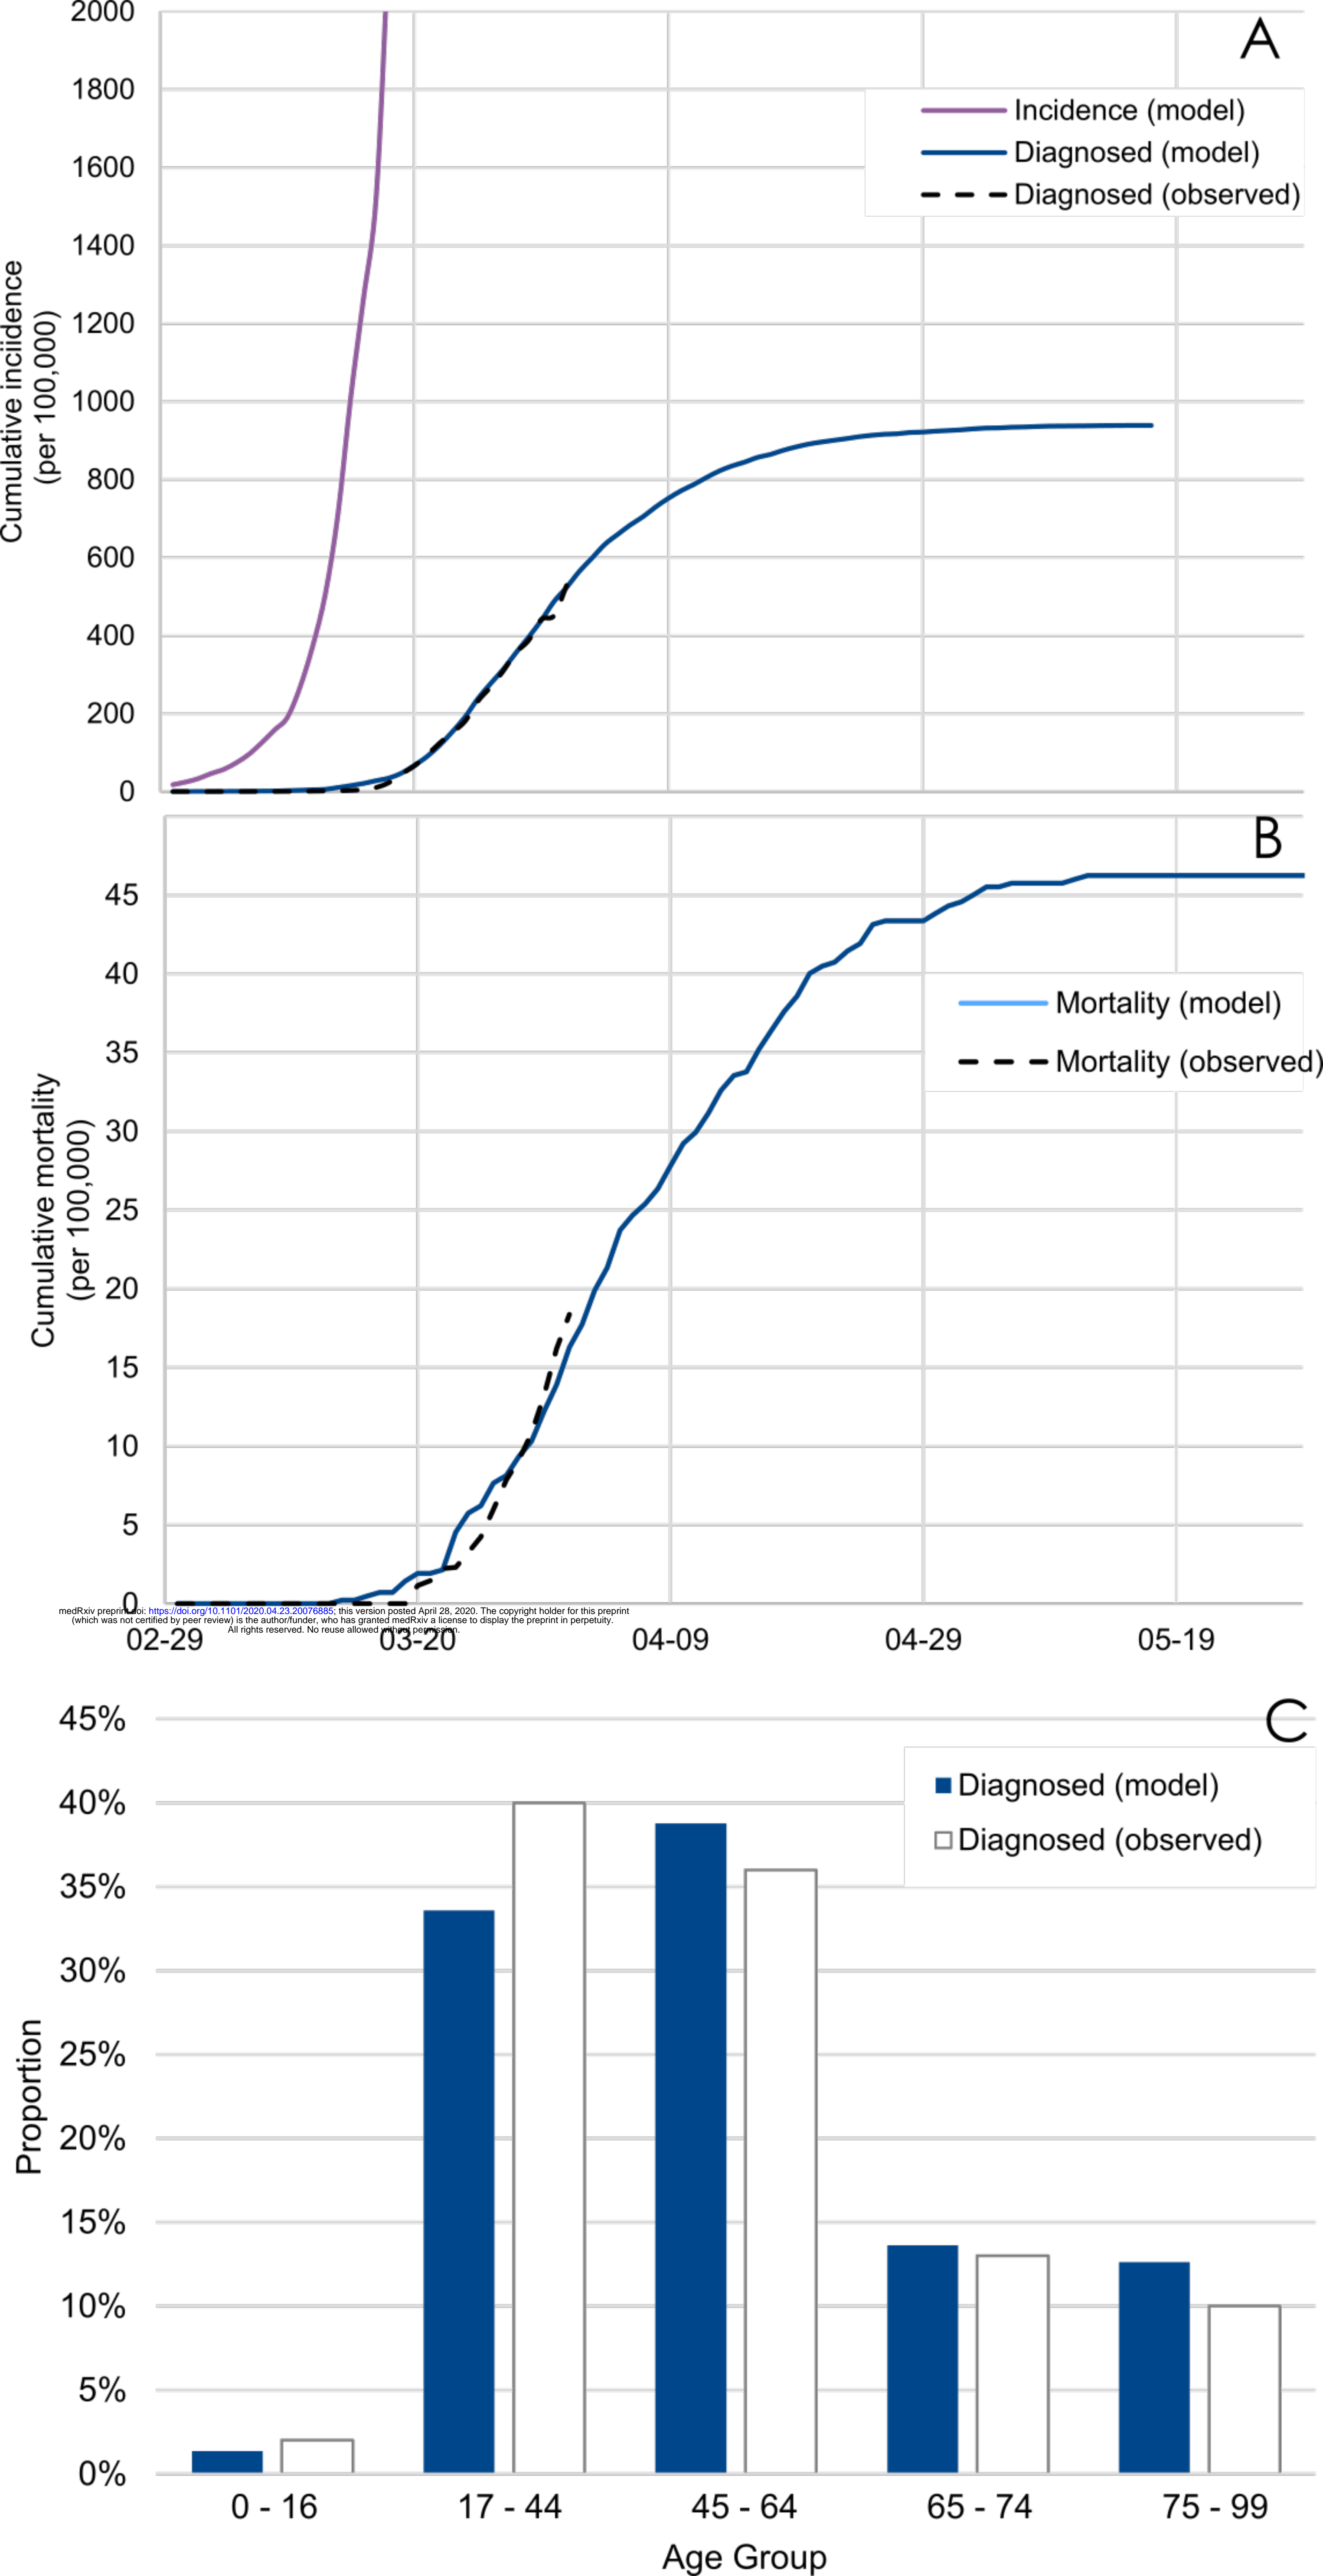 2000
A
1800
Incidence (model)
Diagnosed (model)
1600
Diagnosed (observed)
1400
1200
Cumulative inciidence
(per 100,000)
1000
800
600
400
200
0
B
45
40
Mortality (model)
35
Mortality (observed)
30
Cumulative mortality
(per 100,000)
25
20
15
10
5
0
medRxiv preprint doi: https://doi.org/10.1101/2020.04.23.20076885; this version posted April 28, 2020. The copyright holder for this preprint
(which was not certified by peer review) is the author/funder, who has granted medRxiv a license to display the preprint in perpetuity.
All rights reserved. No reuse allowed without permission.
02-29 03-20 04-09 04-29 05-19
C
45%
Diagnosed (model)
40%
Diagnosed (observed)
35%
30%
25%
Proportion
20%
15%
10%
5%
0%
0 - 16 17 - 44 45 - 64 65 - 74 75 - 99
Age Group